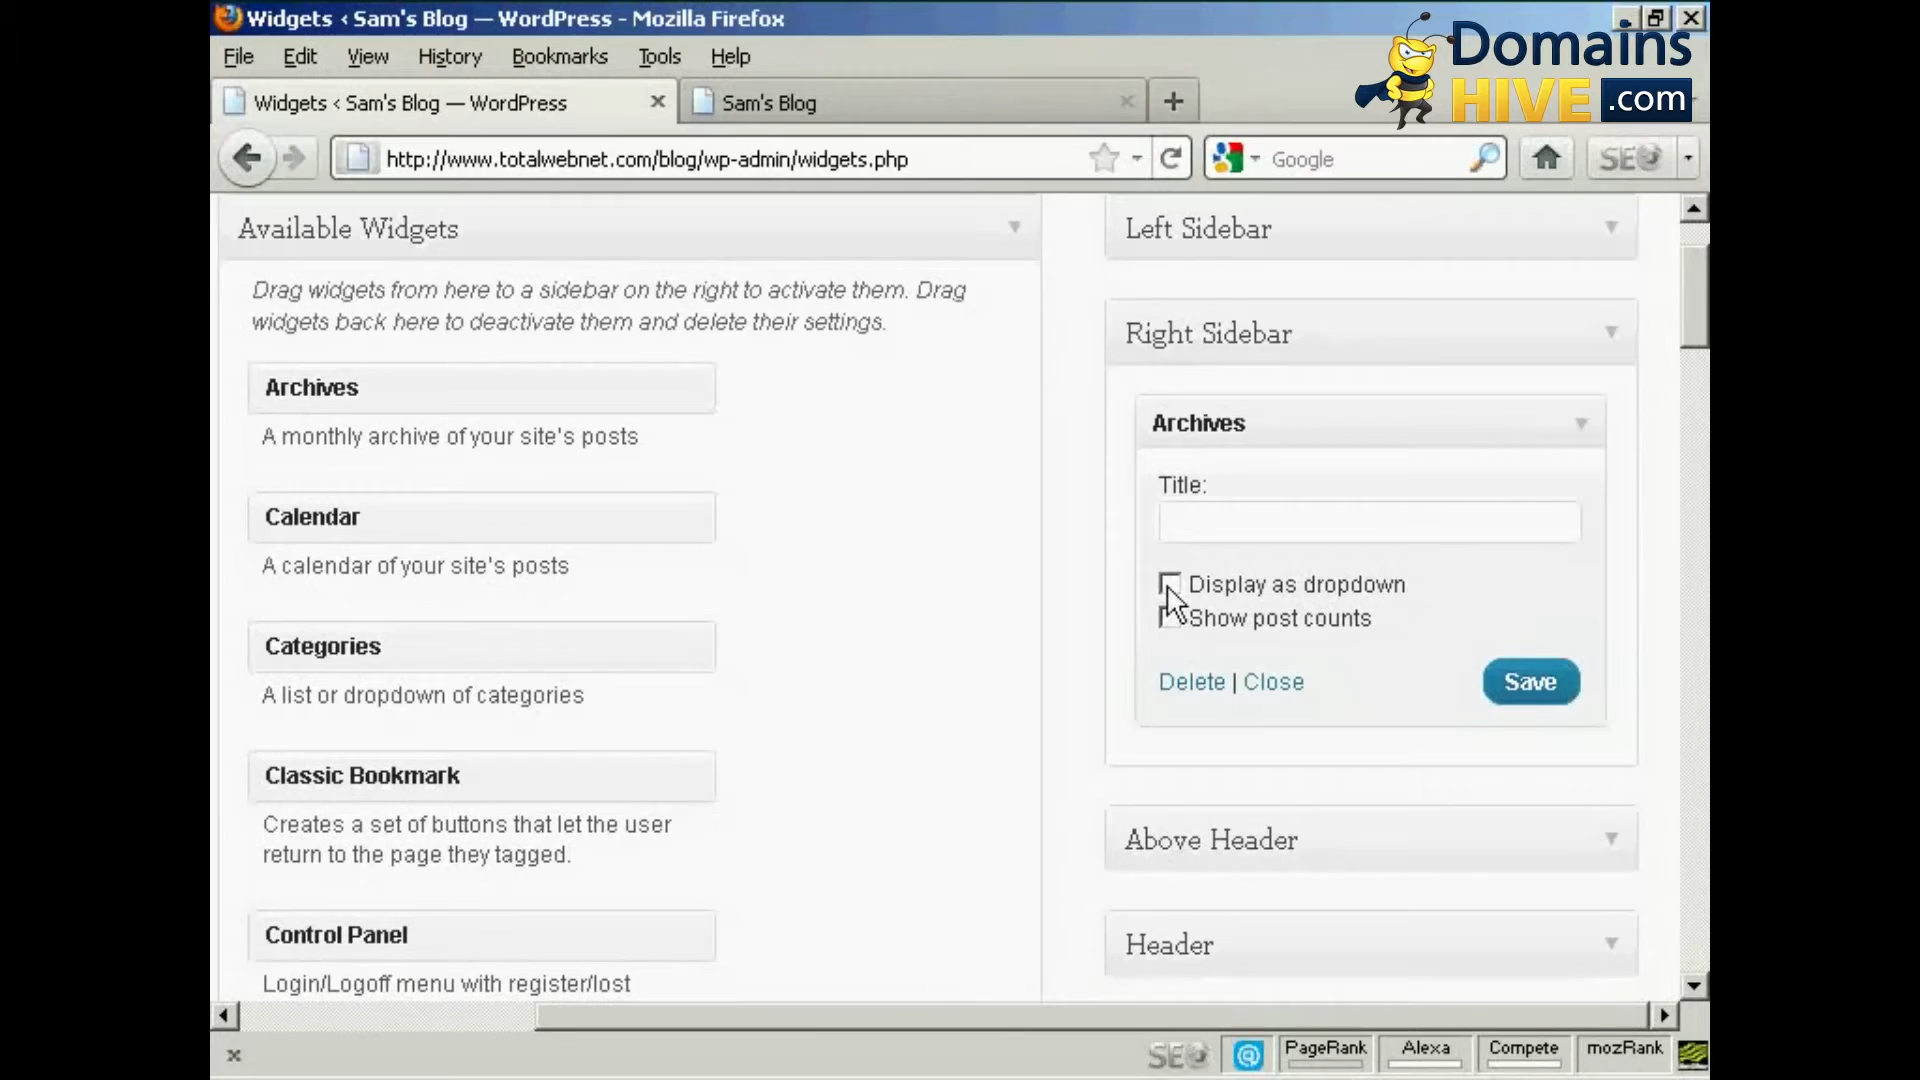 Widgets ‹ Sam's Blog — WordPress - Mozilla Firefox
Domains
HIVE .com
File Edit View History Bookmarks Tools Help
Widgets ‹ Sam's Blog — WordPress
Sam's Blog
http://www.totalwebnet.com/blog/wp-admin/widgets.php
Google
SEO
Available Widgets
Drag widgets from here to a sidebar on the right to activate them. Drag
widgets back here to deactivate them and delete their settings.
Archives
A monthly archive of your site's posts
Calendar
A calendar of your site's posts
Categories
A list or dropdown of categories
Classic Bookmark
Creates a set of buttons that let the user
return to the page they tagged.
Control Panel
Login/Logoff menu with register/lost
Left Sidebar
Right Sidebar
Archives
Title:
Display as dropdown
Show post counts
Delete | Close
Save
Above Header
Header
SEO
PageRank
Alexa
Compete
mozRank